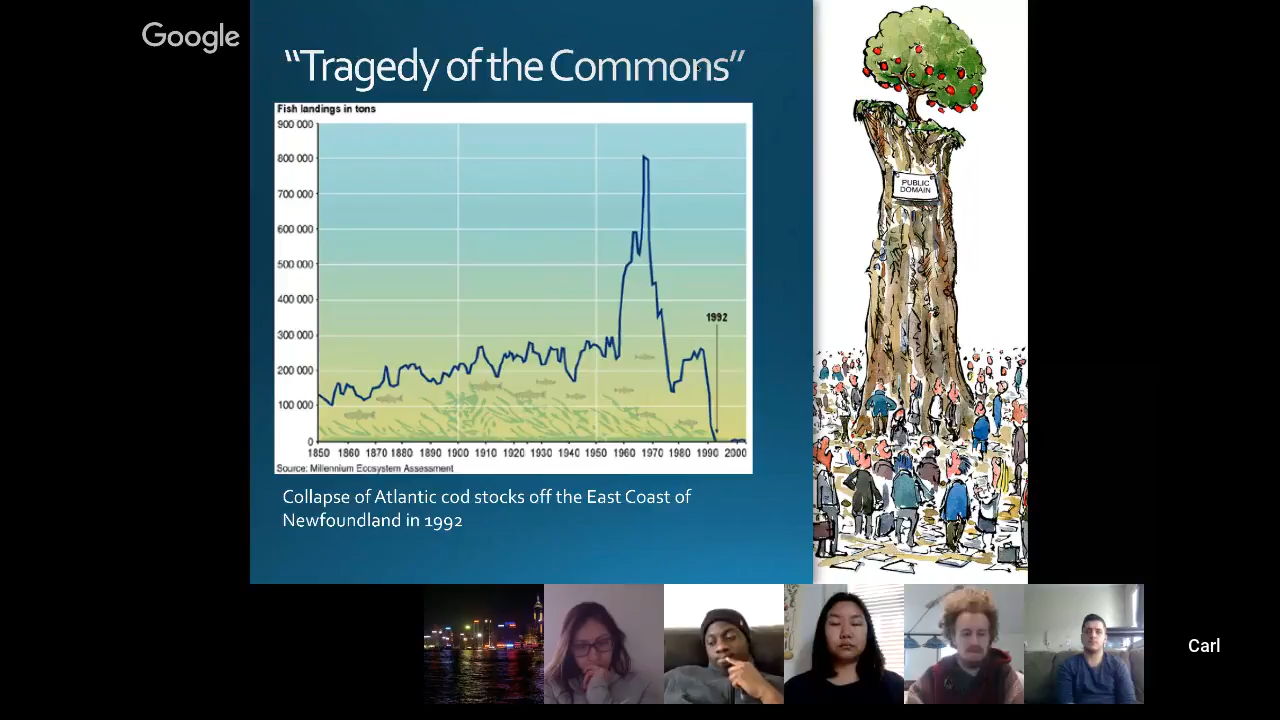 Google
“Tragedy of the Commons”
Fish landings in tons
900 000
800 000
700 000
600 000
500 000
400 000
300 000
200 000
100 000
0
1992
1850 1860 1870 1880 1890 1900 1910 1920 1930 1940 1950 1960 1970 1980 1990 2000
Source: Millennium Ecosystem Assessment
Collapse of Atlantic cod stocks off the East Coast of
Newfoundland in 1992
PUBLIC
DOMAIN
Carl